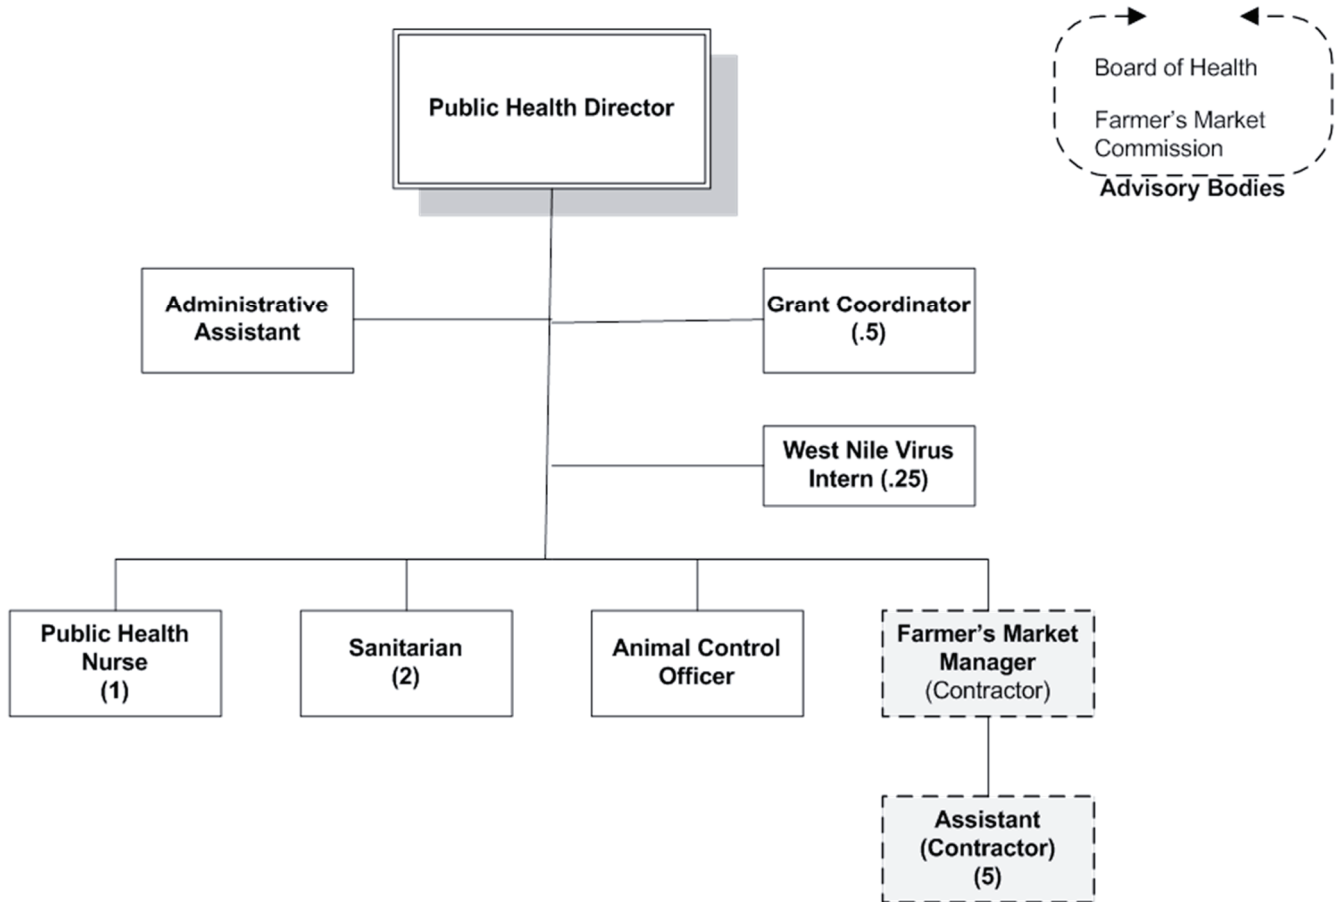 Public Health Director
Board of Health
Farmer's Market
Commission
Advisory Bodies
Administrative
Assistant
Grant Coordinator
(.5)
West Nile Virus
Intern (.25)
Public Health
Nurse
(1)
Sanitarian
(2)
Animal Control
Officer
Farmer's Market
Manager
(Contractor)
Assistant
(Contractor)
(5)